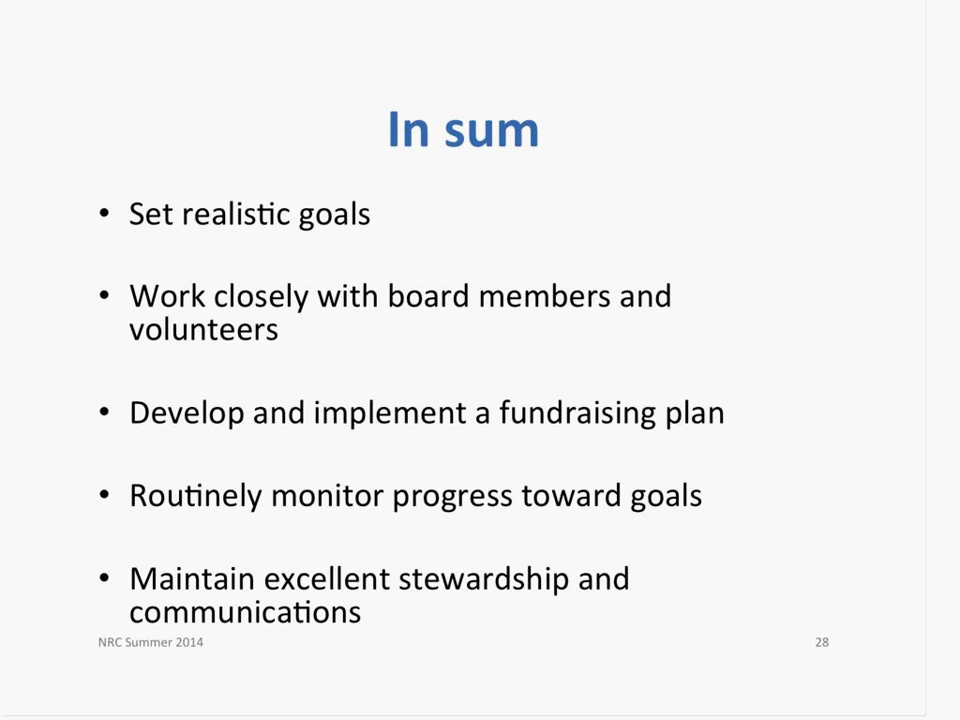 In sum
• Set realistic goals
• Work closely with board members and
volunteers
• Develop and implement a fundraising plan
• Routinely monitor progress toward goals
• Maintain excellent stewardship and
communications
NRC Summer 2014
28